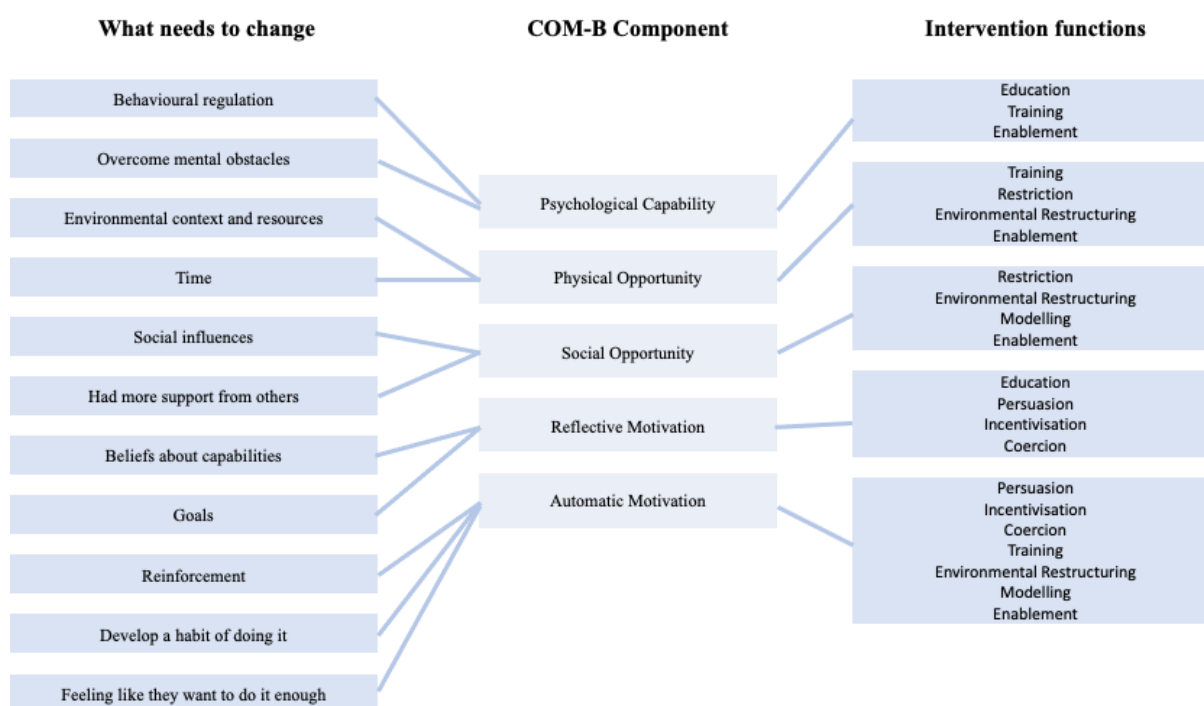 What needs to change
COM-B Component
Intervention functions
Behavioural regulation
Overcome mental obstacles
Environmental context and resources
Time
Social influences
Had more support from others
Beliefs about capabilities
Goals
Reinforcement
Develop a habit of doing it
Feeling like they want to do it enough
Psychological Capability
Physical Opportunity
Social Opportunity
Reflective Motivation
Automatic Motivation
Education
Training
Enablement
Training
Restriction
Environmental Restructuring
Enablement
Restriction
Environmental Restructuring
Modelling
Enablement
Education
Persuasion
Incentivisation
Coercion
Persuasion
Incentivisation
Coercion
Training
Environmental Restructuring
Modelling
Enablement